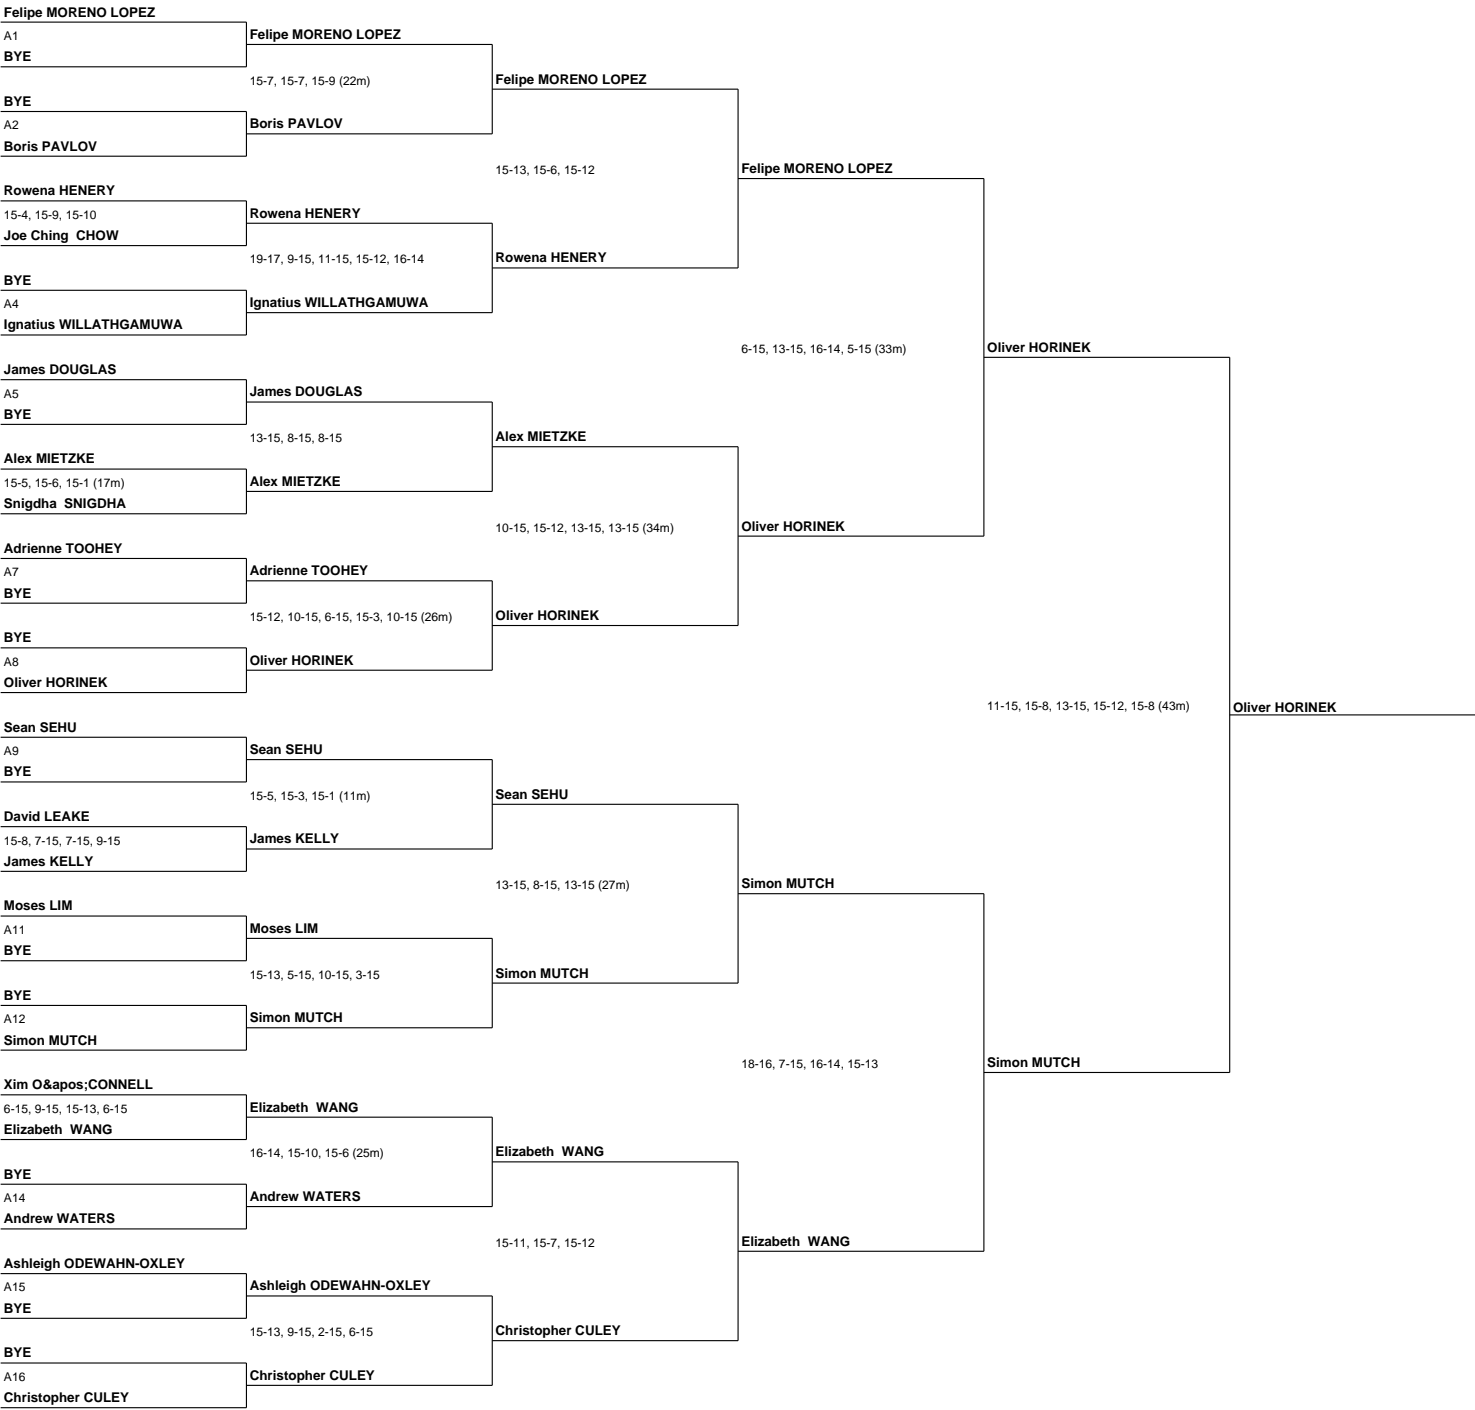 Felipe MORENO LOPEZ
A1
BYE
Felipe MORENO LOPEZ
15-7, 15-7, 15-9 (22m)
Felipe MORENO LOPEZ
BYE
A2
Boris PAVLOV
Boris PAVLOV
15-13, 15-6, 15-12
Felipe MORENO LOPEZ
Rowena HENERY
15-4, 15-9, 15-10
Joe Ching  CHOW
Rowena HENERY
19-17, 9-15, 11-15, 15-12, 16-14
Rowena HENERY
BYE
A4
Ignatius WILLATHGAMUWA
Ignatius WILLATHGAMUWA
6-15, 13-15, 16-14, 5-15 (33m)
Oliver HORINEK
James DOUGLAS
A5
BYE
James DOUGLAS
13-15, 8-15, 8-15
Alex MIETZKE
Alex MIETZKE
15-5, 15-6, 15-1 (17m)
Snigdha  SNIGDHA
Alex MIETZKE
10-15, 15-12, 13-15, 13-15 (34m)
Oliver HORINEK
Adrienne TOOHEY
A7
BYE
Adrienne TOOHEY
15-12, 10-15, 6-15, 15-3, 10-15 (26m)
Oliver HORINEK
BYE
A8
Oliver HORINEK
Oliver HORINEK
11-15, 15-8, 13-15, 15-12, 15-8 (43m)
Oliver HORINEK
Sean SEHU
A9
BYE
Sean SEHU
15-5, 15-3, 15-1 (11m)
Sean SEHU
David LEAKE
15-8, 7-15, 7-15, 9-15
James KELLY
James KELLY
13-15, 8-15, 13-15 (27m)
Simon MUTCH
Moses LIM
A11
BYE
Moses LIM
15-13, 5-15, 10-15, 3-15
Simon MUTCH
BYE
A12
Simon MUTCH
Simon MUTCH
18-16, 7-15, 16-14, 15-13
Simon MUTCH
Xim O&apos;CONNELL
6-15, 9-15, 15-13, 6-15
Elizabeth  WANG
Elizabeth  WANG
16-14, 15-10, 15-6 (25m)
Elizabeth  WANG
BYE
A14
Andrew WATERS
Andrew WATERS
15-11, 15-7, 15-12
Elizabeth  WANG
Ashleigh ODEWAHN-OXLEY
A15
BYE
Ashleigh ODEWAHN-OXLEY
15-13, 9-15, 2-15, 6-15
Christopher CULEY
BYE
A16
Christopher CULEY
Christopher CULEY